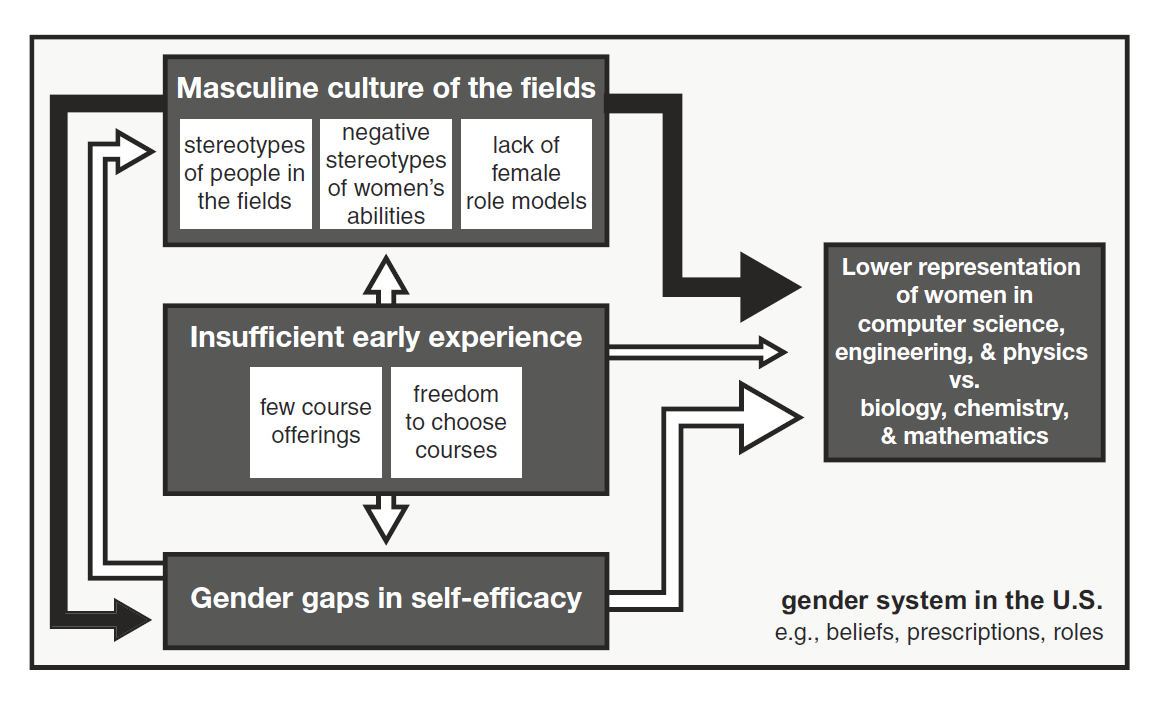 Masculine culture of the fields
stereotypes
of people in
the fields
negative
stereotypes
of women's
abilities
lack of
female
role models
Insufficient early experience
few course
offerings
freedom
to choose
courses
Gender gaps in self-efficacy
Lower representation
of women in
computer science,
engineering, & physics
vs.
biology, chemistry,
& mathematics
gender system in the U.S.
e.g., beliefs, prescriptions, roles